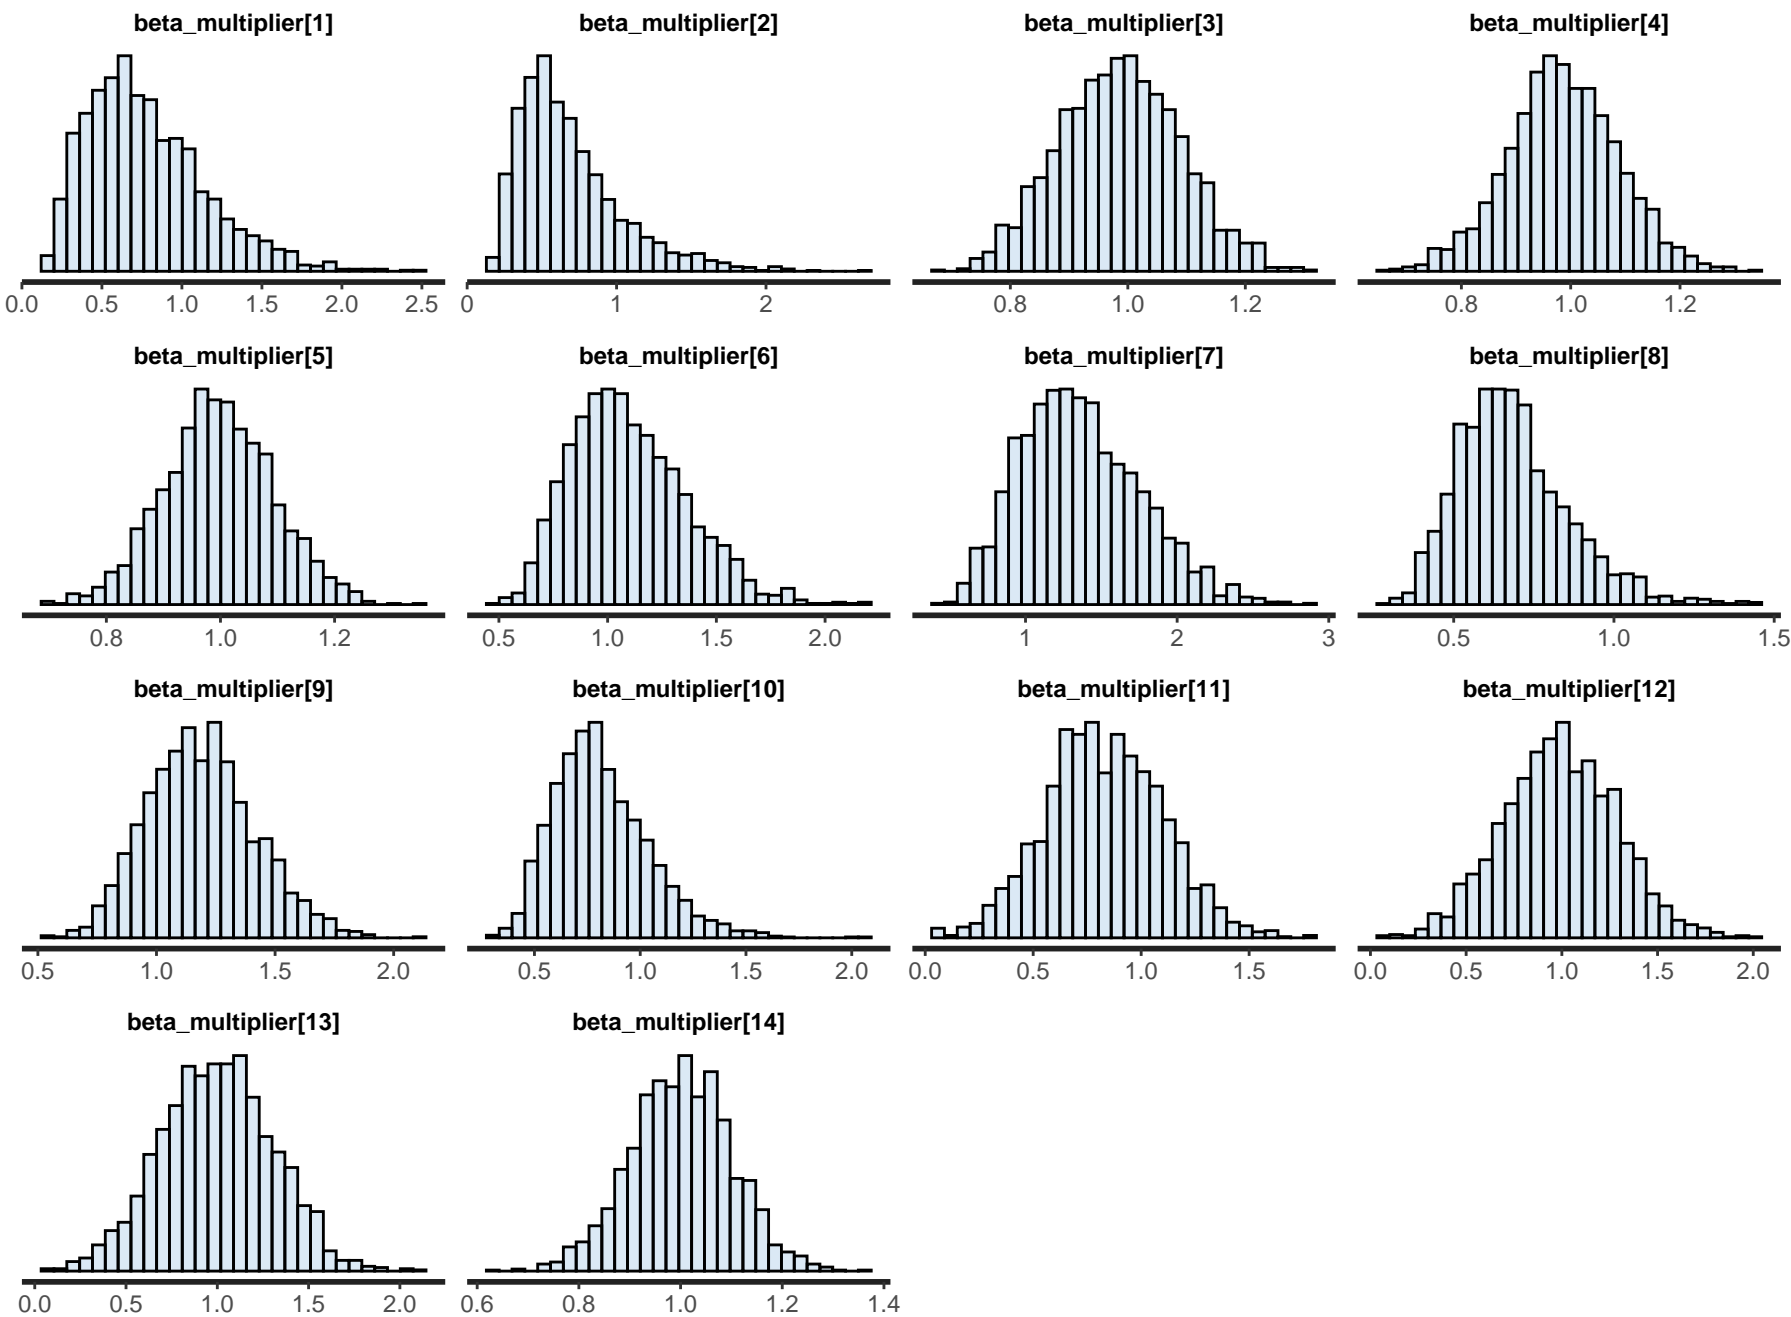 beta_multiplier[1] beta_multiplier[2] beta_multiplier[3] beta_multiplier[4]
0.0 0.5 1.0 1.5 2.0 2.5 0 1 2 0.8 1.0 1.2 0.8 1.0 1.2
beta_multiplier[5] beta_multiplier[6] beta_multiplier[7] beta_multiplier[8]
0.8 1.0 1.2 0.5 1.0 1.5 2.0 1 2 3 0.5 1.0 1.5
beta_multiplier[9] beta_multiplier[10] beta_multiplier[11] beta_multiplier[12]
0.5 1.0 1.5 2.0 0.5 1.0 1.5 2.0 0.0 0.5 1.0 1.5 0.0 0.5 1.0 1.5 2.0
beta_multiplier[13] beta_multiplier[14]
0.0 0.5 1.0 1.5 2.0 0.6 0.8 1.0 1.2 1.4